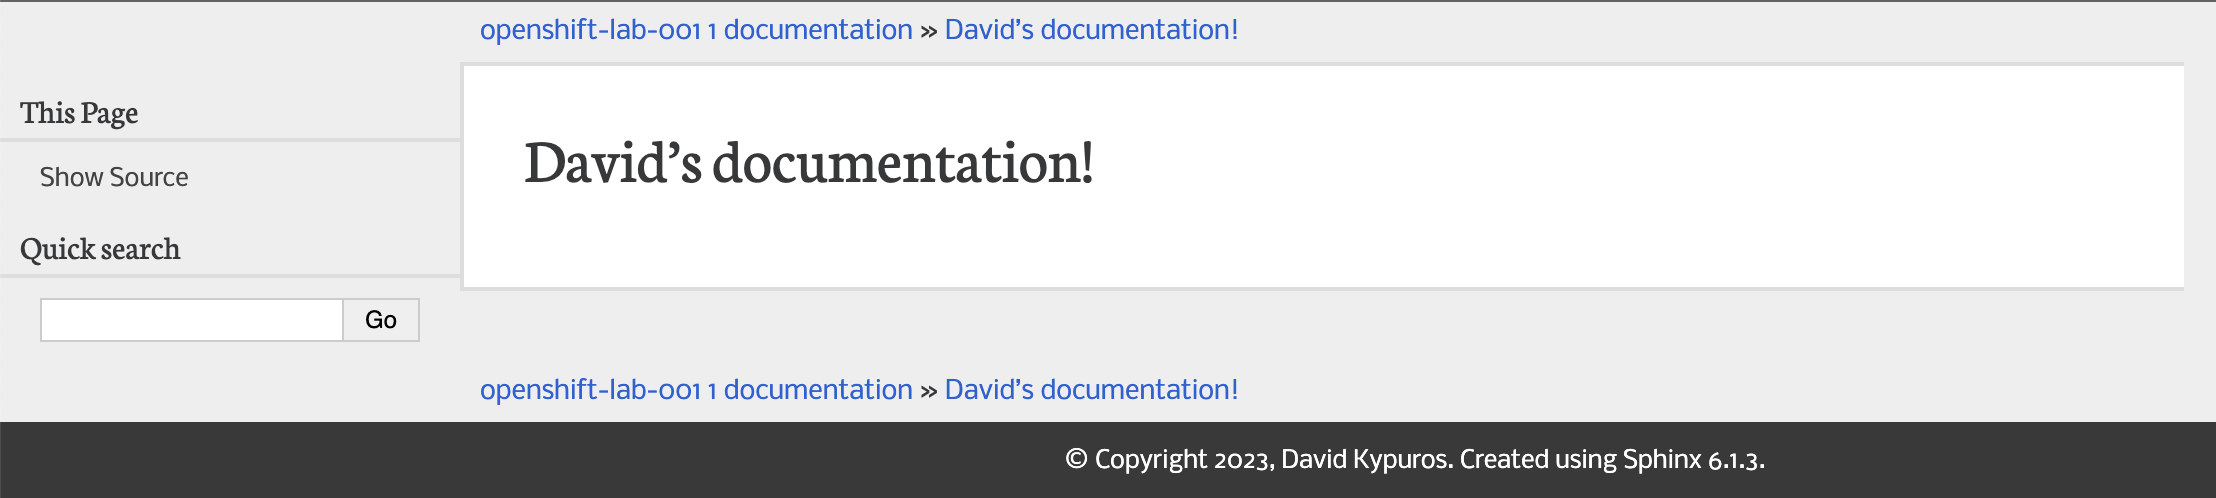 openshift-lab-001 1 documentation » David’s documentation!
This Page
Show Source
Quick search
Go
David’s documentation!
openshift-lab-001 1 documentation » David’s documentation!
© Copyright 2023, David Kypuros. Created using Sphinx 6.1.3.